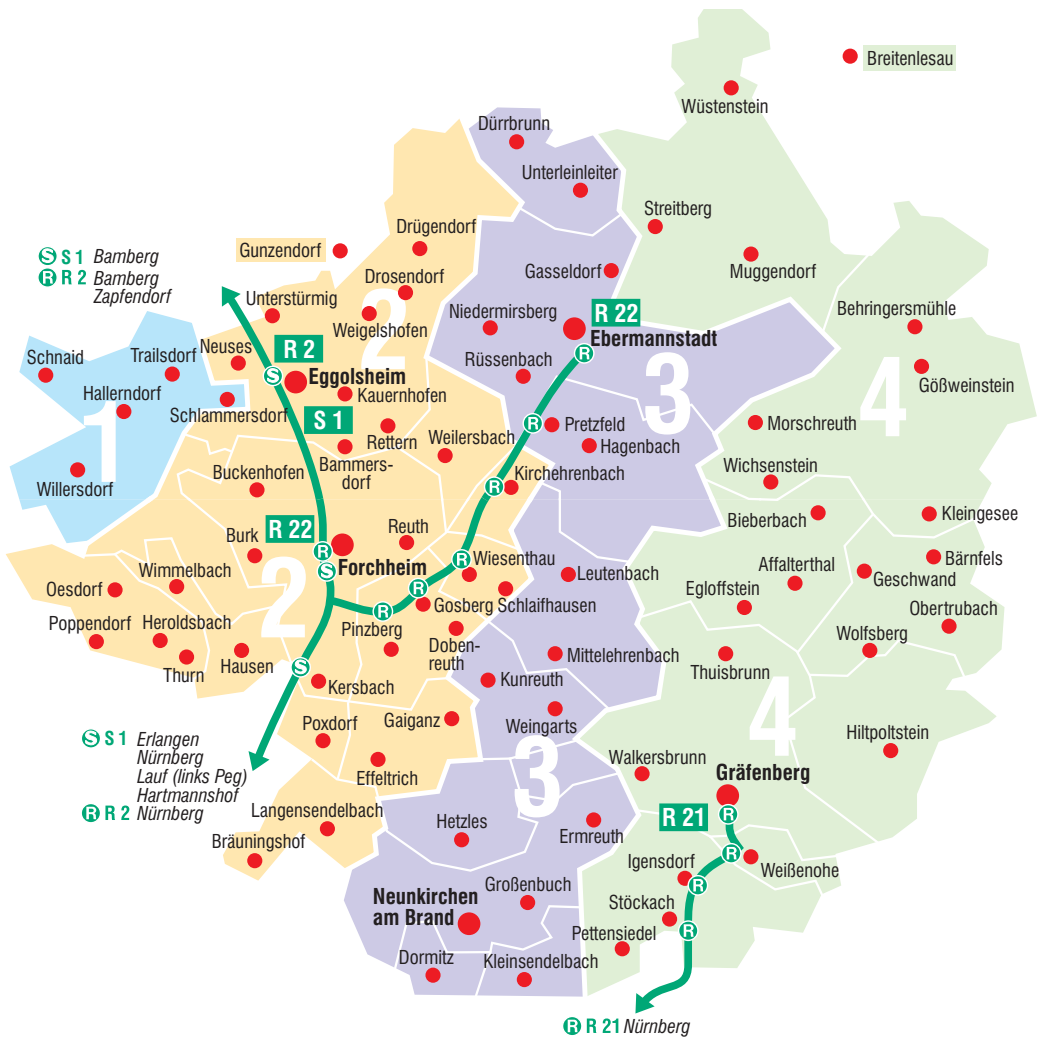 Breitenlesau
Wüstenstein
Dürrbrunn
Unterleinleiter
Streitberg
Drügendorf
Gunzendorf
Muggendorf
S S 1 Bamberg
R R 2 Bamberg
Zapfendorf
Gasseldorf
Drosendorf
Unterstürmig
Weigelshofen
2
Niedermirsberg
R 22
Ebermannstadt
Behringersmühle
Schnaid
Trailsdorf
Neuses
R 2
S
Eggolsheim
R
Rüssenbach
3
4
Gößweinstein
Hallerndorf
Kauernhofen
1
Schlammersdorf
S 1
Rettern
Weilersbach
R
Pretzfeld
Morschreuth
Hagenbach
Willersdorf
Buckenhofen
Bammers-
dorf
Kirchehrenbach
R
Wichsenstein
Bieberbach
Kleingesee
Burk
R 22
R
Reuth
S
Forchheim
R
Wiesenthau
Leutenbach
Affalterthal
Geschwand
Bärnfels
Oesdorf
Wimmelbach
2
R
R
Gosberg
Schlaifhausen
Egloffstein
Obertrubach
Poppendorf
Heroldsbach
Pinzberg
Doben-
reuth
Wolfsberg
Thurn
Hausen
S
Mittelehrenbach
Thuisbrunn
Kersbach
Kunreuth
4
Poxdorf
Gaiganz
Weingarts
Hiltpoltstein
S S 1 Erlangen
Nürnberg
Lauf (links Peg)
Hartmannshof
R R 2 Nürnberg
Effeltrich
3
Walkersbrunn
Gräfenberg
R 21
R
Langensendelbach
Bräuningshof
Hetzles
Ermreuth
R
Weißenohe
Igensdorf
R
Neunkirchen
am Brand
Großenbuch
Stöckach
R
Pettensiedel
Dormitz
Kleinsendelbach
R R 21 Nürnberg